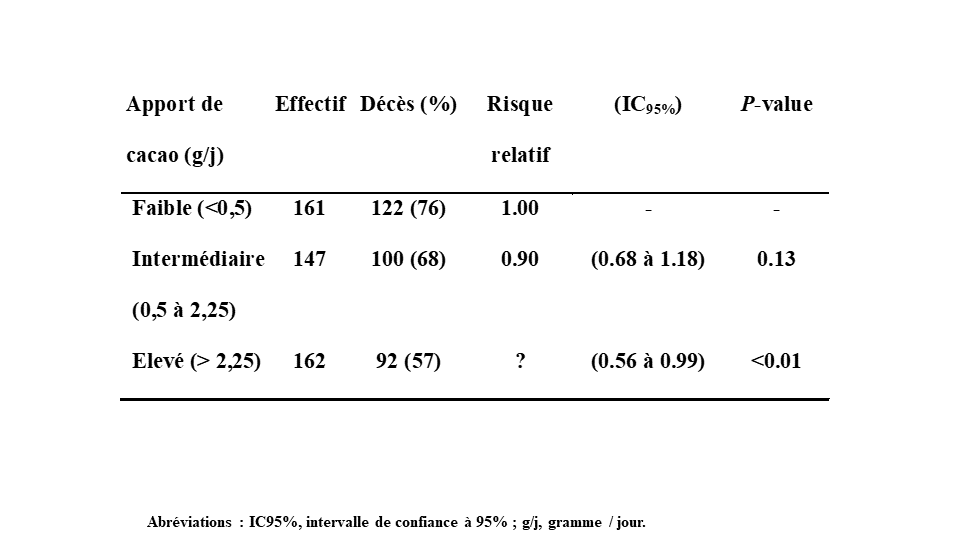 Apport de Effectif Décès (%) Risque (IC95%) P-value
cacao (g/j) relatif
Faible (<0,5) 161 122 (76) 1.00 - -
Intermédiaire 147 100 (68) 0.90 (0.68 à 1.18) 0.13
(0,5 à 2,25)
Elevé (> 2,25) 162 92 (57) ? (0.56 à 0.99) <0.01
Abréviations : IC95%, intervalle de confiance à 95% ; g/j, gramme / jour.